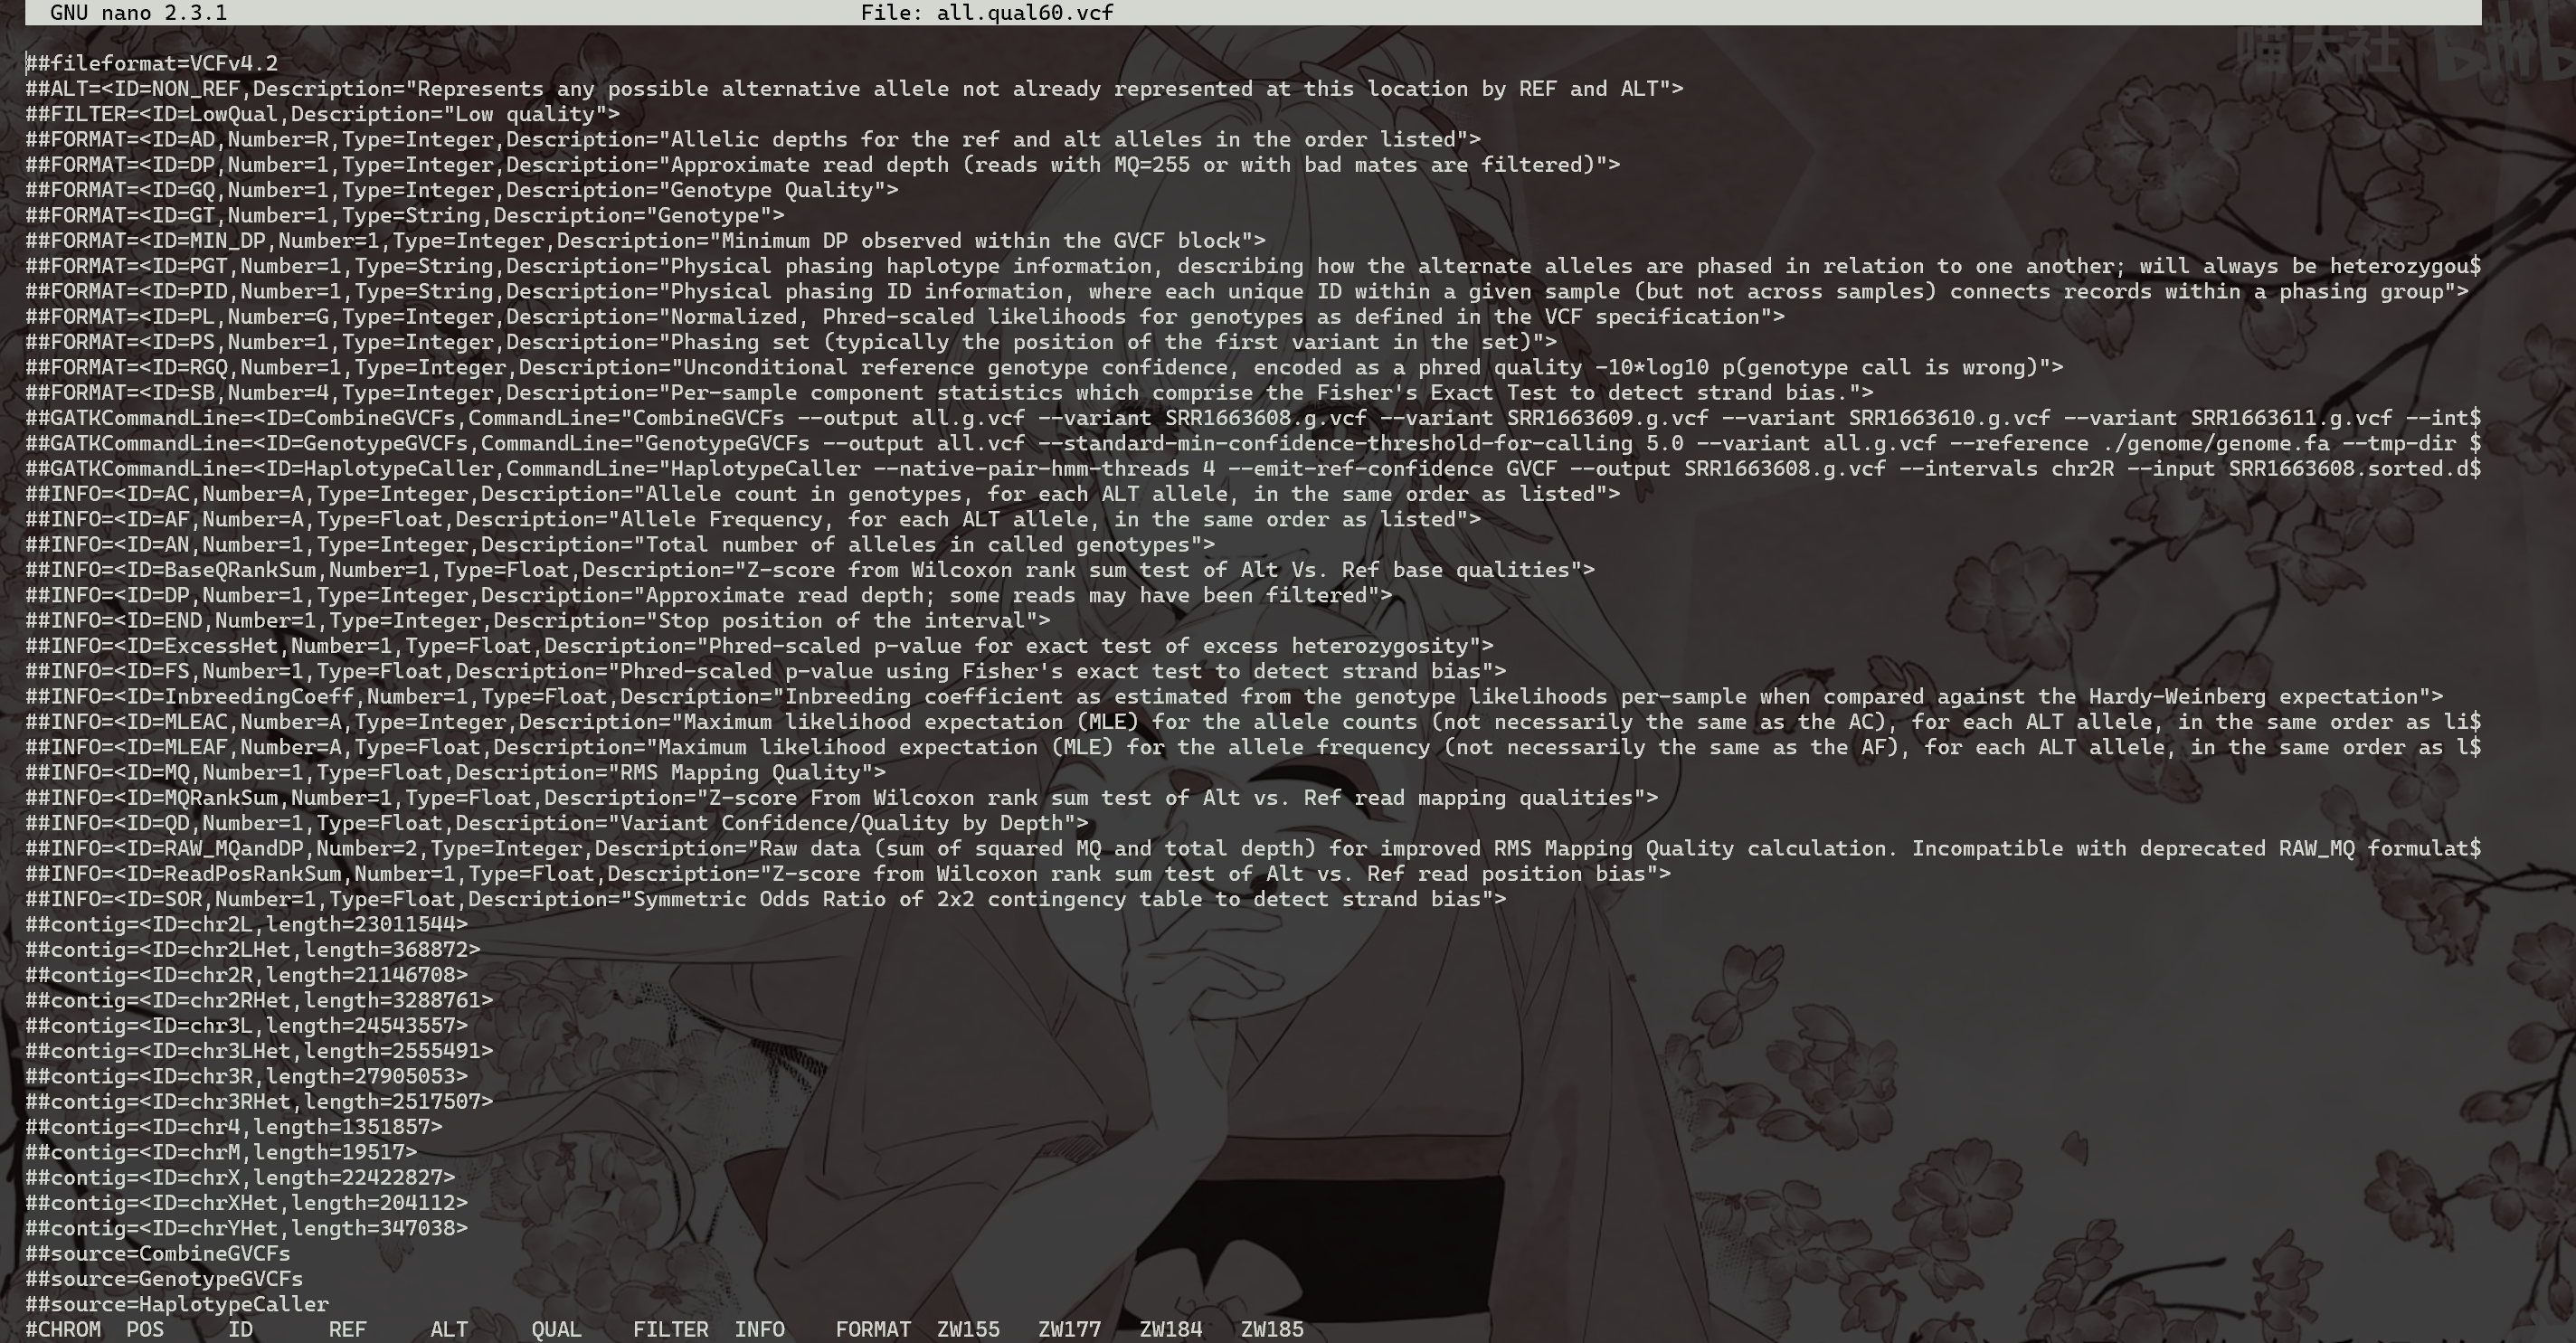 GNU nano 2.3.1 File: all.qual60.vcf
喵大社 bilib
##fileformat=VCFv4.2
##ALT=<ID=NON_REF,Description="Represents any possible alternative allele not already represented at this location by REF and ALT">
##FILTER=<ID=LowQual,Description="Low quality">
##FORMAT=<ID=AD,Number=R,Type=Integer,Description="Allelic depths for the ref and alt alleles in the order listed">
##FORMAT=<ID=DP,Number=1,Type=Integer,Description="Approximate read depth (reads with MQ=255 or with bad mates are filtered)">
##FORMAT=<ID=GQ,Number=1,Type=Integer,Description="Genotype Quality">
##FORMAT=<ID=GT,Number=1,Type=String,Description="Genotype">
##FORMAT=<ID=MIN_DP,Number=1,Type=Integer,Description="Minimum DP observed within the GVCF block">
##FORMAT=<ID=PGT,Number=1,Type=String,Description="Physical phasing haplotype information, describing how the alternate alleles are phased in relation to one another; will always be heterozygou$
##FORMAT=<ID=PID,Number=1,Type=String,Description="Physical phasing ID information, where each unique ID within a given sample (but not across samples) connects records within a phasing group">
##FORMAT=<ID=PL,Number=G,Type=Integer,Description="Normalized, Phred-scaled likelihoods for genotypes as defined in the VCF specification">
##FORMAT=<ID=PS,Number=1,Type=Integer,Description="Phasing set (typically the position of the first variant in the set)">
##FORMAT=<ID=RGQ,Number=1,Type=Integer,Description="Unconditional reference genotype confidence, encoded as a phred quality -10*log10 p(genotype call is wrong)">
##FORMAT=<ID=SB,Number=4,Type=Integer,Description="Per-sample component statistics which comprise the Fisher's Exact Test to detect strand bias.">
##GATKCommandLine=<ID=CombineGVCFs,CommandLine="CombineGVCFs --output all.g.vcf --variant SRR1663608.g.vcf --variant SRR1663609.g.vcf --variant SRR1663610.g.vcf --variant SRR1663611.g.vcf --int$
##GATKCommandLine=<ID=GenotypeGVCFs,CommandLine="GenotypeGVCFs --output all.vcf --standard-min-confidence-threshold-for-calling 5.0 --variant all.g.vcf --reference ./genome/genome.fa --tmp-dir $
##GATKCommandLine=<ID=HaplotypeCaller,CommandLine="HaplotypeCaller --native-pair-hmm-threads 4 --emit-ref-confidence GVCF --output SRR1663608.g.vcf --intervals chr2R --input SRR1663608.sorted.d$
##INFO=<ID=AC,Number=A,Type=Integer,Description="Allele count in genotypes, for each ALT allele, in the same order as listed">
##INFO=<ID=AF,Number=A,Type=Float,Description="Allele Frequency, for each ALT allele, in the same order as listed">
##INFO=<ID=AN,Number=1,Type=Integer,Description="Total number of alleles in called genotypes">
##INFO=<ID=BaseQRankSum,Number=1,Type=Float,Description="Z-score from Wilcoxon rank sum test of Alt Vs. Ref base qualities">
##INFO=<ID=DP,Number=1,Type=Integer,Description="Approximate read depth; some reads may have been filtered">
##INFO=<ID=END,Number=1,Type=Integer,Description="Stop position of the interval">
##INFO=<ID=ExcessHet,Number=1,Type=Float,Description="Phred-scaled p-value for exact test of excess heterozygosity">
##INFO=<ID=FS,Number=1,Type=Float,Description="Phred-scaled p-value using Fisher's exact test to detect strand bias">
##INFO=<ID=InbreedingCoeff,Number=1,Type=Float,Description="Inbreeding coefficient as estimated from the genotype likelihoods per-sample when compared against the Hardy-Weinberg expectation">
##INFO=<ID=MLEAC,Number=A,Type=Integer,Description="Maximum likelihood expectation (MLE) for the allele counts (not necessarily the same as the AC), for each ALT allele, in the same order as li$
##INFO=<ID=MLEAF,Number=A,Type=Float,Description="Maximum likelihood expectation (MLE) for the allele frequency (not necessarily the same as the AF), for each ALT allele, in the same order as l$
##INFO=<ID=MQ,Number=1,Type=Float,Description="RMS Mapping Quality">
##INFO=<ID=MQRankSum,Number=1,Type=Float,Description="Z-score From Wilcoxon rank sum test of Alt vs. Ref read mapping qualities">
##INFO=<ID=QD,Number=1,Type=Float,Description="Variant Confidence/Quality by Depth">
##INFO=<ID=RAW_MQandDP,Number=2,Type=Integer,Description="Raw data (sum of squared MQ and total depth) for improved RMS Mapping Quality calculation. Incompatible with deprecated RAW_MQ formulat$
##INFO=<ID=ReadPosRankSum,Number=1,Type=Float,Description="Z-score from Wilcoxon rank sum test of Alt vs. Ref read position bias">
##INFO=<ID=SOR,Number=1,Type=Float,Description="Symmetric Odds Ratio of 2x2 contingency table to detect strand bias">
##contig=<ID=chr2L,length=23011544>
##contig=<ID=chr2LHet,length=368872>
##contig=<ID=chr2R,length=21146708>
##contig=<ID=chr2RHet,length=3288761>
##contig=<ID=chr3L,length=24543557>
##contig=<ID=chr3LHet,length=2555491>
##contig=<ID=chr3R,length=27905053>
##contig=<ID=chr3RHet,length=2517507>
##contig=<ID=chr4,length=1351857>
##contig=<ID=chrM,length=19517>
##contig=<ID=chrX,length=22422827>
##contig=<ID=chrXHet,length=204112>
##contig=<ID=chrYHet,length=347038>
##source=CombineGVCFs
##source=GenotypeGVCFs
##source=HaplotypeCaller
#CHROM POS ID REF ALT QUAL FILTER INFO FORMAT ZW155 ZW177 ZW184 ZW185